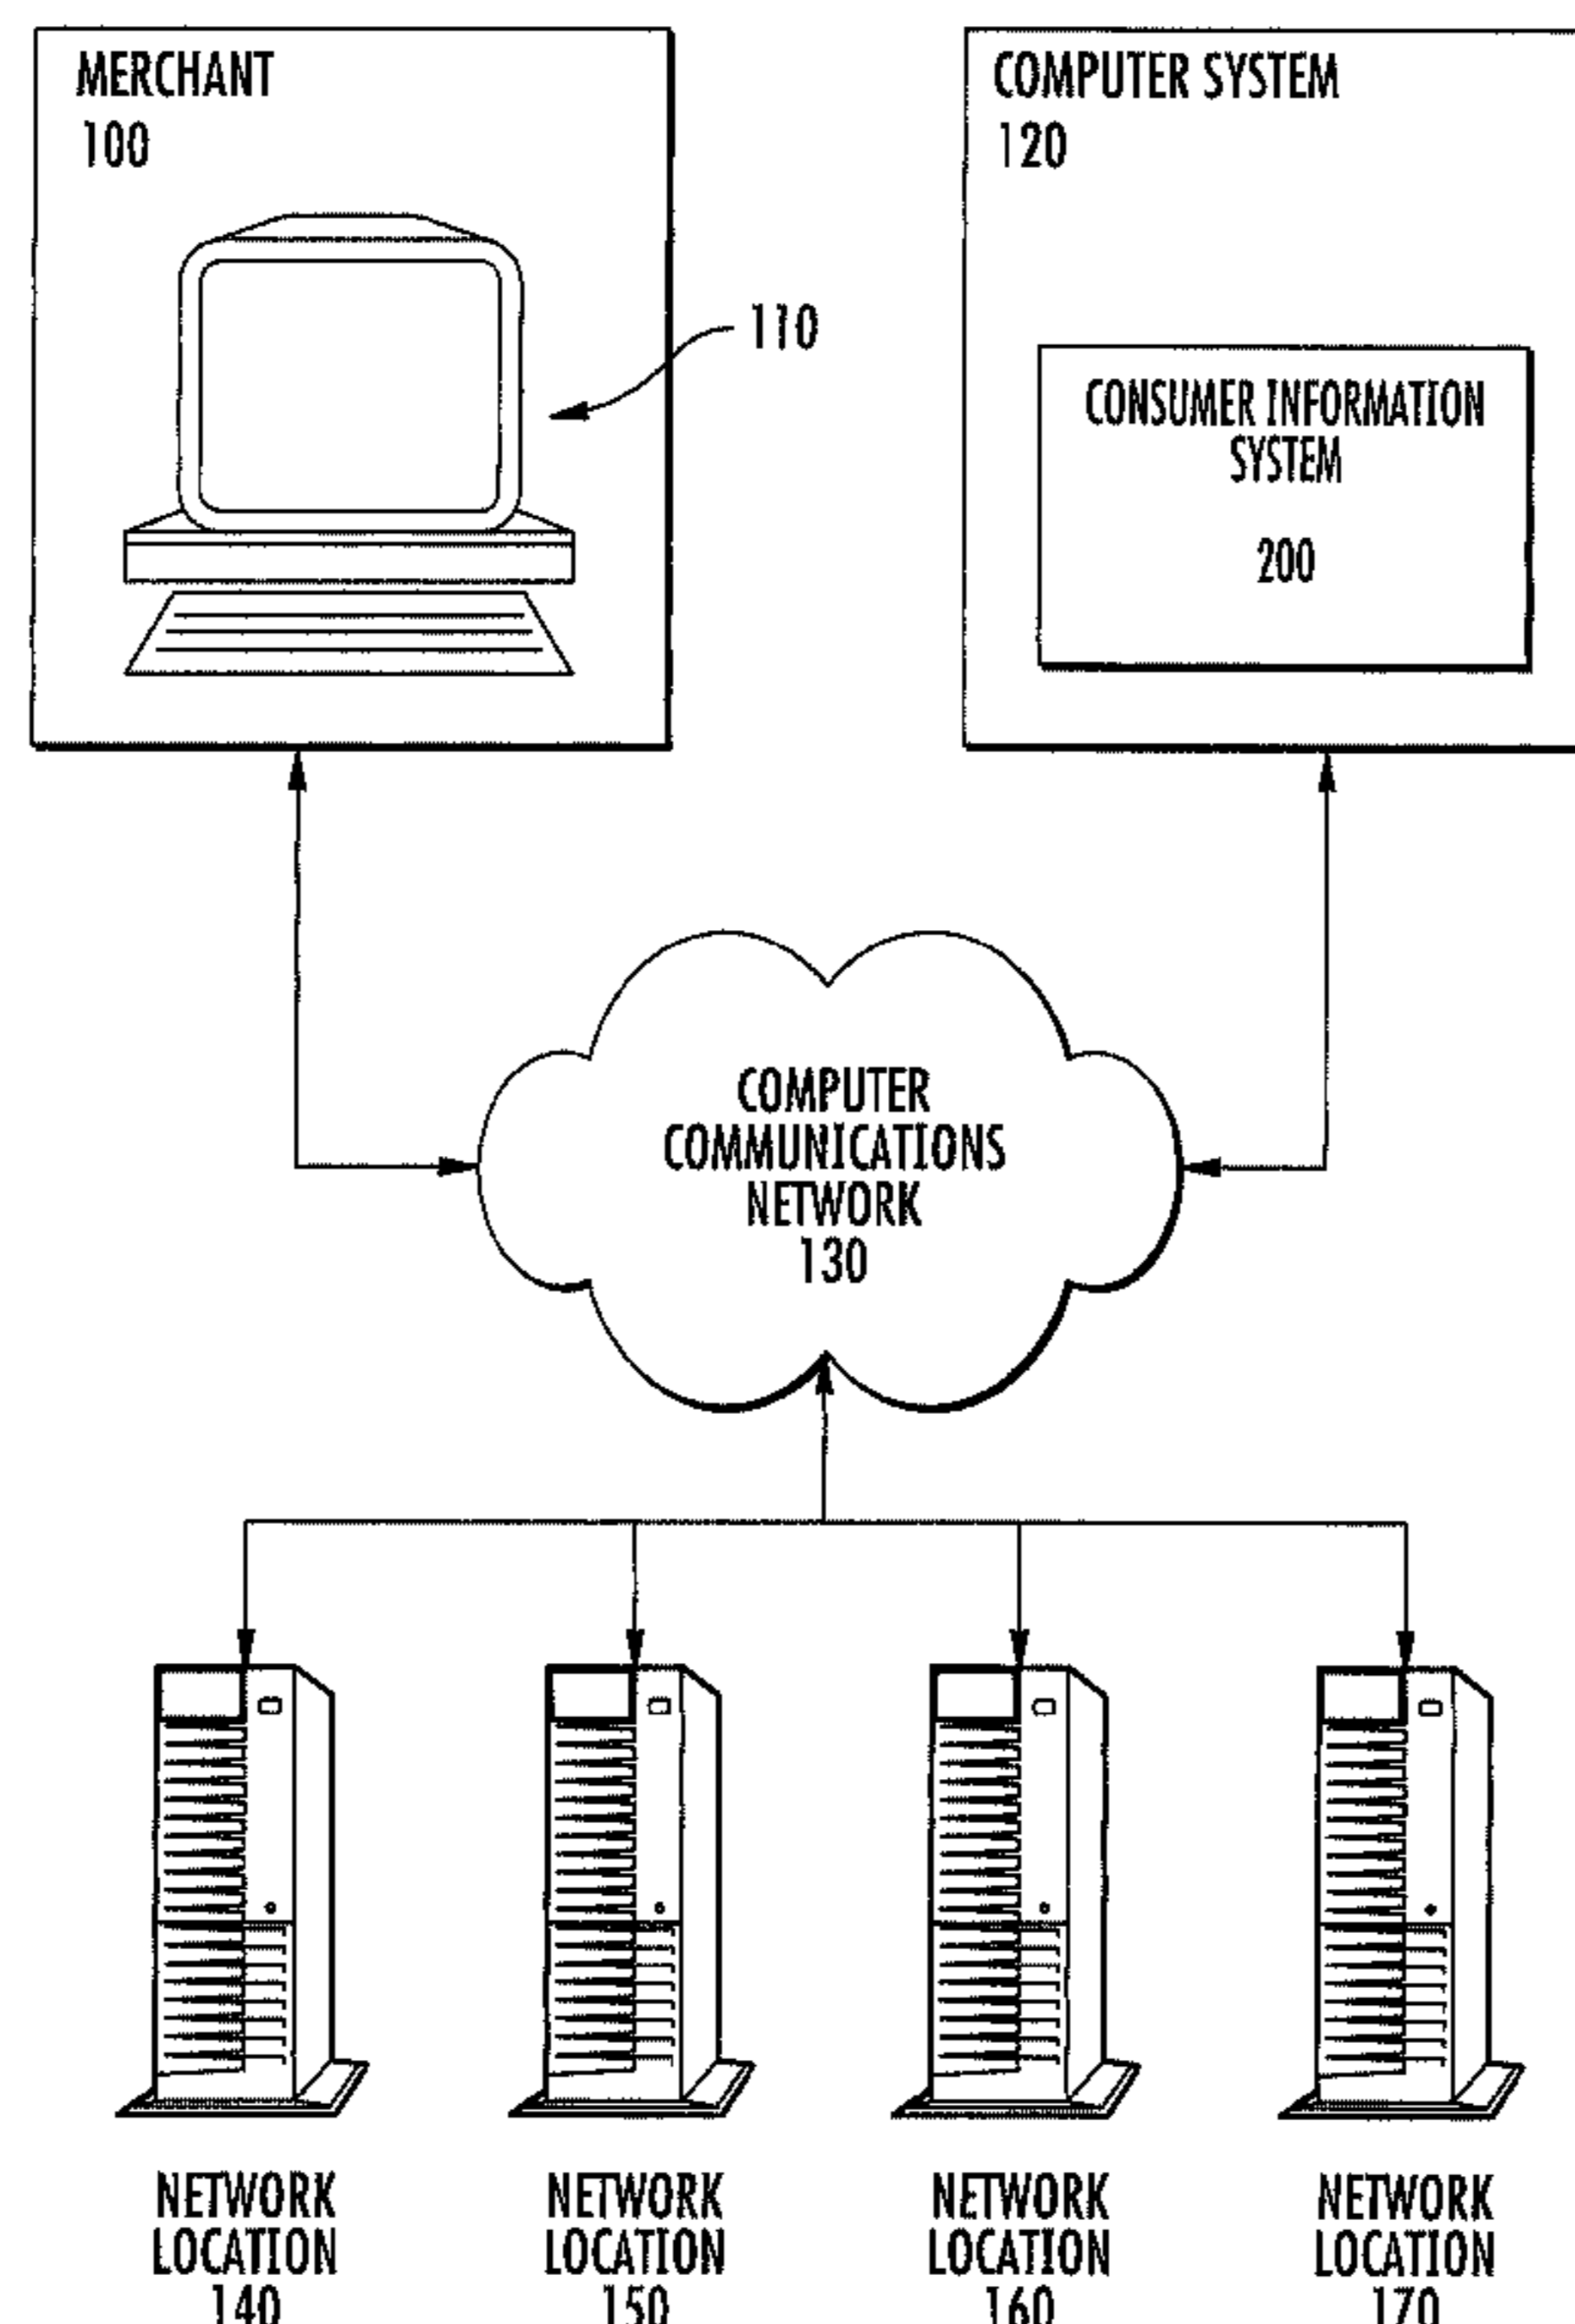 MERCHANT
100
COMPUTER SYSTEM
120
110
CONSUMER INFORMATION
SYSTEM
200
COMPUTER
COMMUNICATIONS
NETWORK
130
NETWORK
LOCATION
140
NETWORK
LOCATION
150
NETWORK
LOCATION
160
NETWORK
LOCATION
170